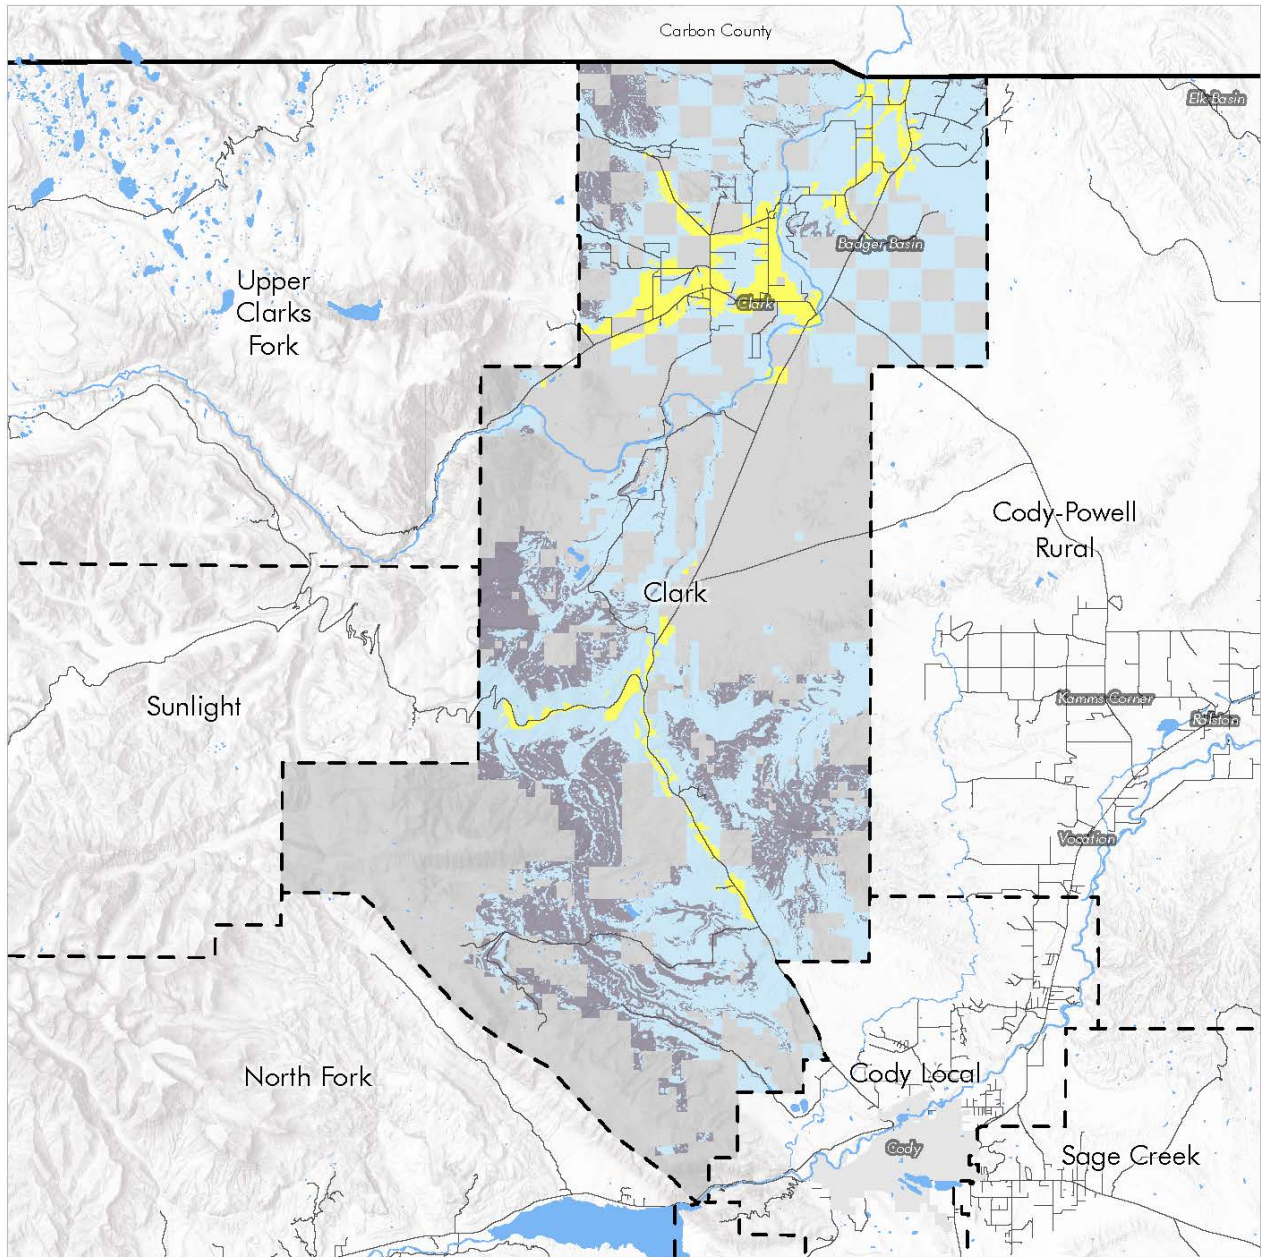 Carbon County
Elk Basin
Badger Basin
Upper
Clarks
Fork
Clark
Cody-Powell
Rural
Clark
Sunlight
Kamms Corner
Ralston
Vocation
North Fork
Cody Local
Cody
Sage Creek